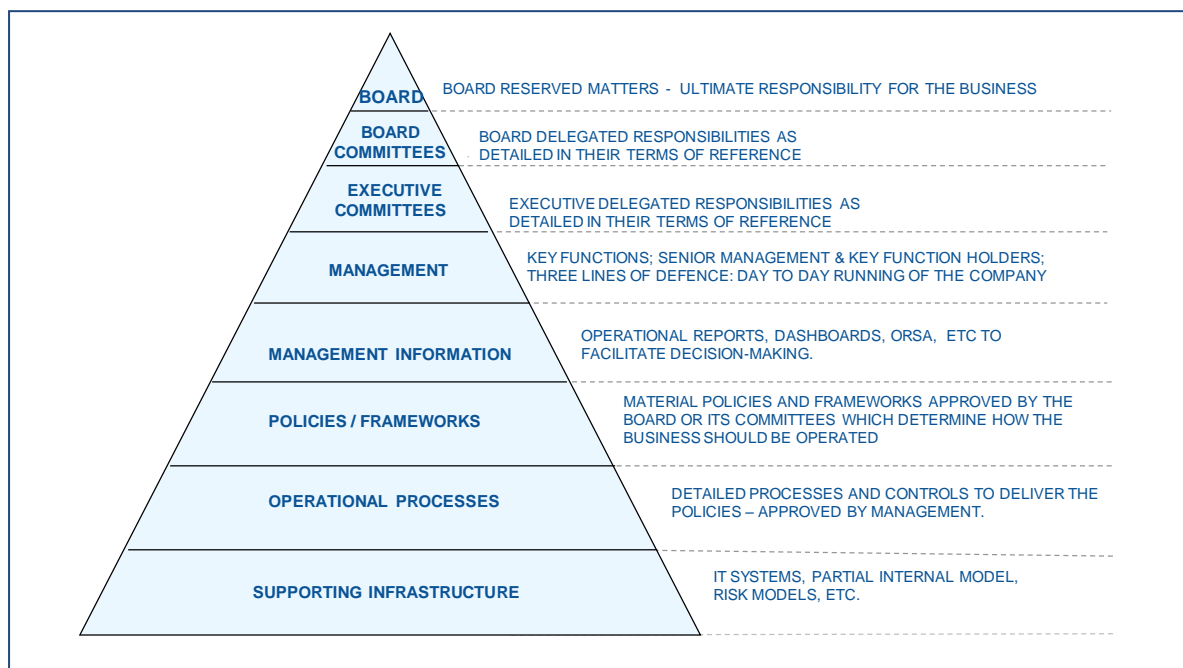 BOARD
BOARD RESERVED MATTERS - ULTIMATE RESPONSIBILITY FOR THE BUSINESS
BOARD
COMMITTEES
BOARD DELEGATED RESPONSIBILITIES AS
DETAILED IN THEIR TERMS OF REFERENCE
EXECUTIVE
COMMITTEES
EXECUTIVE DELEGATED RESPONSIBILITIES AS
DETAILED IN THEIR TERMS OF REFERENCE
MANAGEMENT
KEY FUNCTIONS; SENIOR MANAGEMENT & KEY FUNCTION HOLDERS;
THREE LINES OF DEFENCE: DAY TO DAY RUNNING OF THE COMPANY
MANAGEMENT INFORMATION
OPERATIONAL REPORTS, DASHBOARDS, ORSA, ETC TO
FACILITATE DECISION-MAKING.
POLICIES / FRAMEWORKS
MATERIAL POLICIES AND FRAMEWORKS APPROVED BY THE
BOARD OR ITS COMMITTEES WHICH DETERMINE HOW THE
BUSINESS SHOULD BE OPERATED
OPERATIONAL PROCESSES
DETAILED PROCESSES AND CONTROLS TO DELIVER THE
POLICIES – APPROVED BY MANAGEMENT.
SUPPORTING INFRASTRUCTURE
IT SYSTEMS, PARTIAL INTERNAL MODEL,
RISK MODELS, ETC.